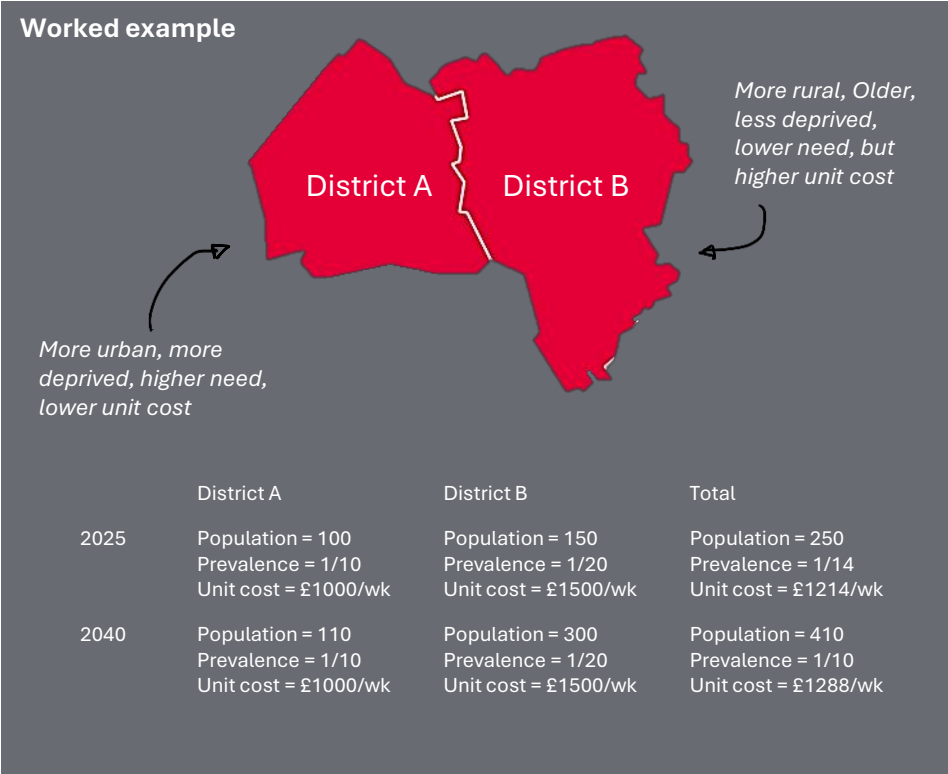 Worked example
More rural, Older,
less deprived,
lower need, but
higher unit cost
District A
District B
More urban, more
deprived, higher need,
lower unit cost
District A District B Total
2025 Population = 100 Population = 150 Population = 250
Prevalence = 1/10 Prevalence = 1/20 Prevalence = 1/14
Unit cost = £1000/wk Unit cost = £1500/wk Unit cost = £1214/wk
2040 Population = 110 Population = 300 Population = 410
Prevalence = 1/10 Prevalence = 1/20 Prevalence = 1/10
Unit cost = £1000/wk Unit cost = £1500/wk Unit cost = £1288/wk